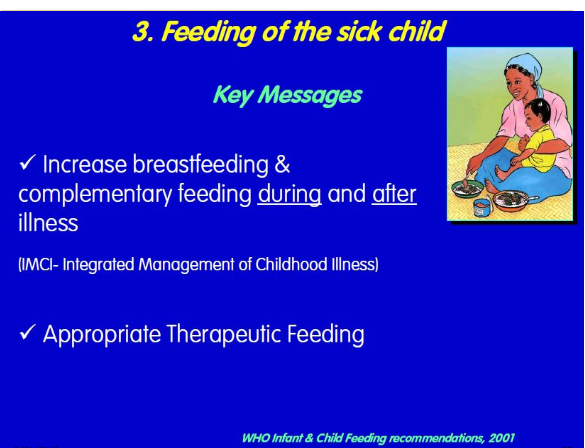 3. Feeding of the sick child
Key Messages
✓ Increase breastfeeding &
complementary feeding during and after
illness
(IMCI- Integrated Management of Childhood Illness)
✓ Appropriate Therapeutic Feeding
WHO Infant & Child Feeding recommendations, 2001